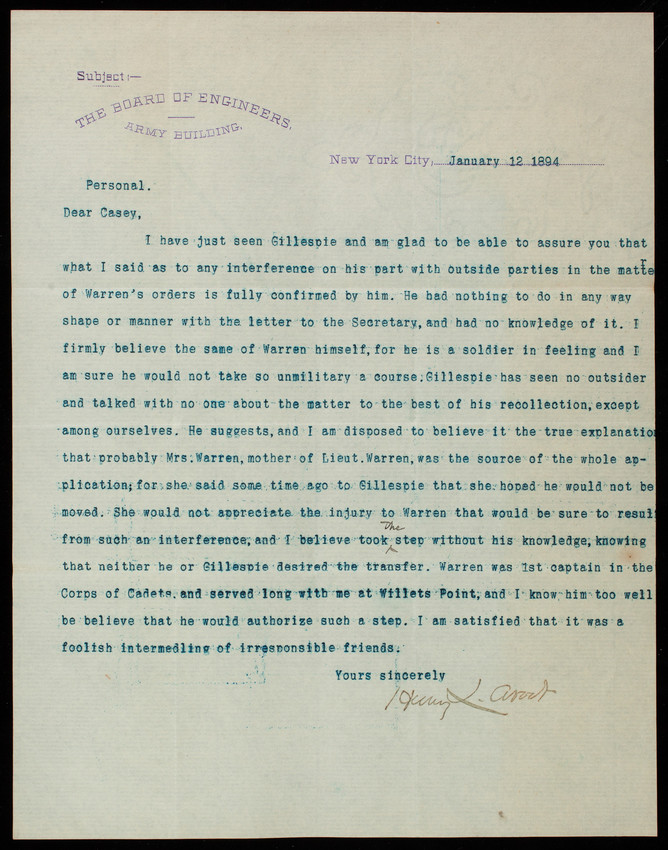 Subject:—
THE BOARD OF ENGINEERS,
ARMY BUILDING,
New York City, January 12 1894
Personal.
Dear Casey,
I have just seen Gillespie and am glad to be able to assure you that
what I said as to any interference on his part with outside parties in the matter
of Warren's orders is fully confirmed by him. He had nothing to do in any way
shape or manner with the letter to the Secretary, and had no knowledge of it. I
firmly believe the same of Warren himself, for he is a soldier in feeling and I
am sure he would not take so unmilitary a course. Gillespie has seen no outsider
and talked with no one about the matter to the best of his recollection, except
among ourselves. He suggests, and I am disposed to believe it the true explanation
that probably Mrs. Warren, mother of Lieut. Warren, was the source of the whole ap-
plication; for she said some time ago to Gillespie that she hoped he would not be
moved. She would not appreciate the injury to Warren that would be sure to result
from such an interference, and I believe took the step without his knowledge, knowing
that neither he or Gillespie desired the transfer. Warren was 1st captain in the
Corps of Cadets, and served long with me at Willets Point, and I know him too well
be believe that he would authorize such a step. I am satisfied that it was a
foolish intermedling of irresponsible friends.
Yours sincerely
Henry L. Abbot